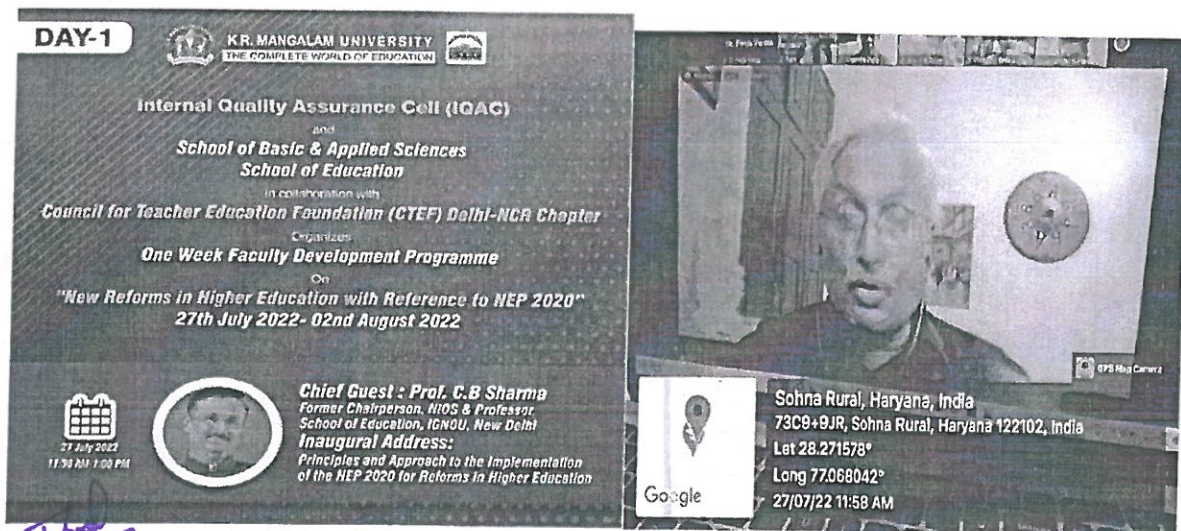 DAY-1
K.R. MANGALAM UNIVERSITY
THE COMPLETE WORLD OF EDUCATION
Internal Quality Assurance Cell (IQAC)
and
School of Basic & Applied Sciences
School of Education
in collaboration with
Council for Teacher Education Foundation (CTEF) Delhi-NCR Chapter
Organizes
One Week Faculty Development Programme
On
"New Reforms in Higher Education with Reference to NEP 2020"
27th July 2022- 02nd August 2022
27 July 2022
11:30 AM-1:00 PM
Chief Guest : Prof. C.B Sharma
Former Chairperson, NIOS & Professor,
School of Education, IGNOU, New Delhi
Inaugural Address:
Principles and Approach to the Implementation
of the NEP 2020 for Reforms in Higher Education
GPS Map Camera
Google
Sohna Rural, Haryana, India
73C9+9JR, Sohna Rural, Haryana 122102, India
Lat 28.271578°
Long 77.068042°
27/07/22 11:58 AM